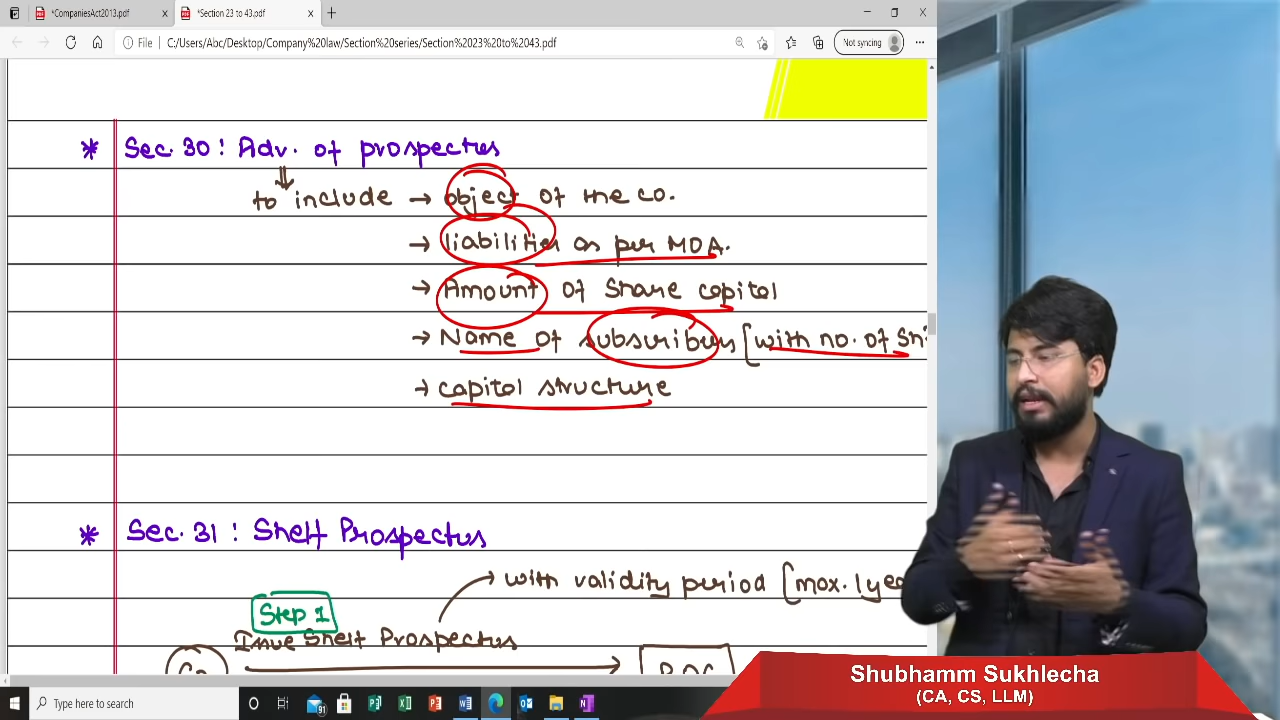 *CompaniesAct2013.pdf
*Section 23 to 43.pdf
File
C:/Users/Abc/Desktop/Company%20law/Section%20series/Section%2023%20to%2043.pdf
Not syncing
* Sec. 30 : Adv. of prospectus
to include → object of the co.
→ liabilities as per MOA.
→ Amount of Share capital
→ Name of subscribers [with no. of Sh
→ capital structure
* Sec. 31 : Shelf Prospectus
→ with validity period [max. 1 yea
Step 1
Issue Shelf Prospectus
Co
ROC
Shubhamm Sukhlecha
(CA, CS, LLM)
Type here to search
91